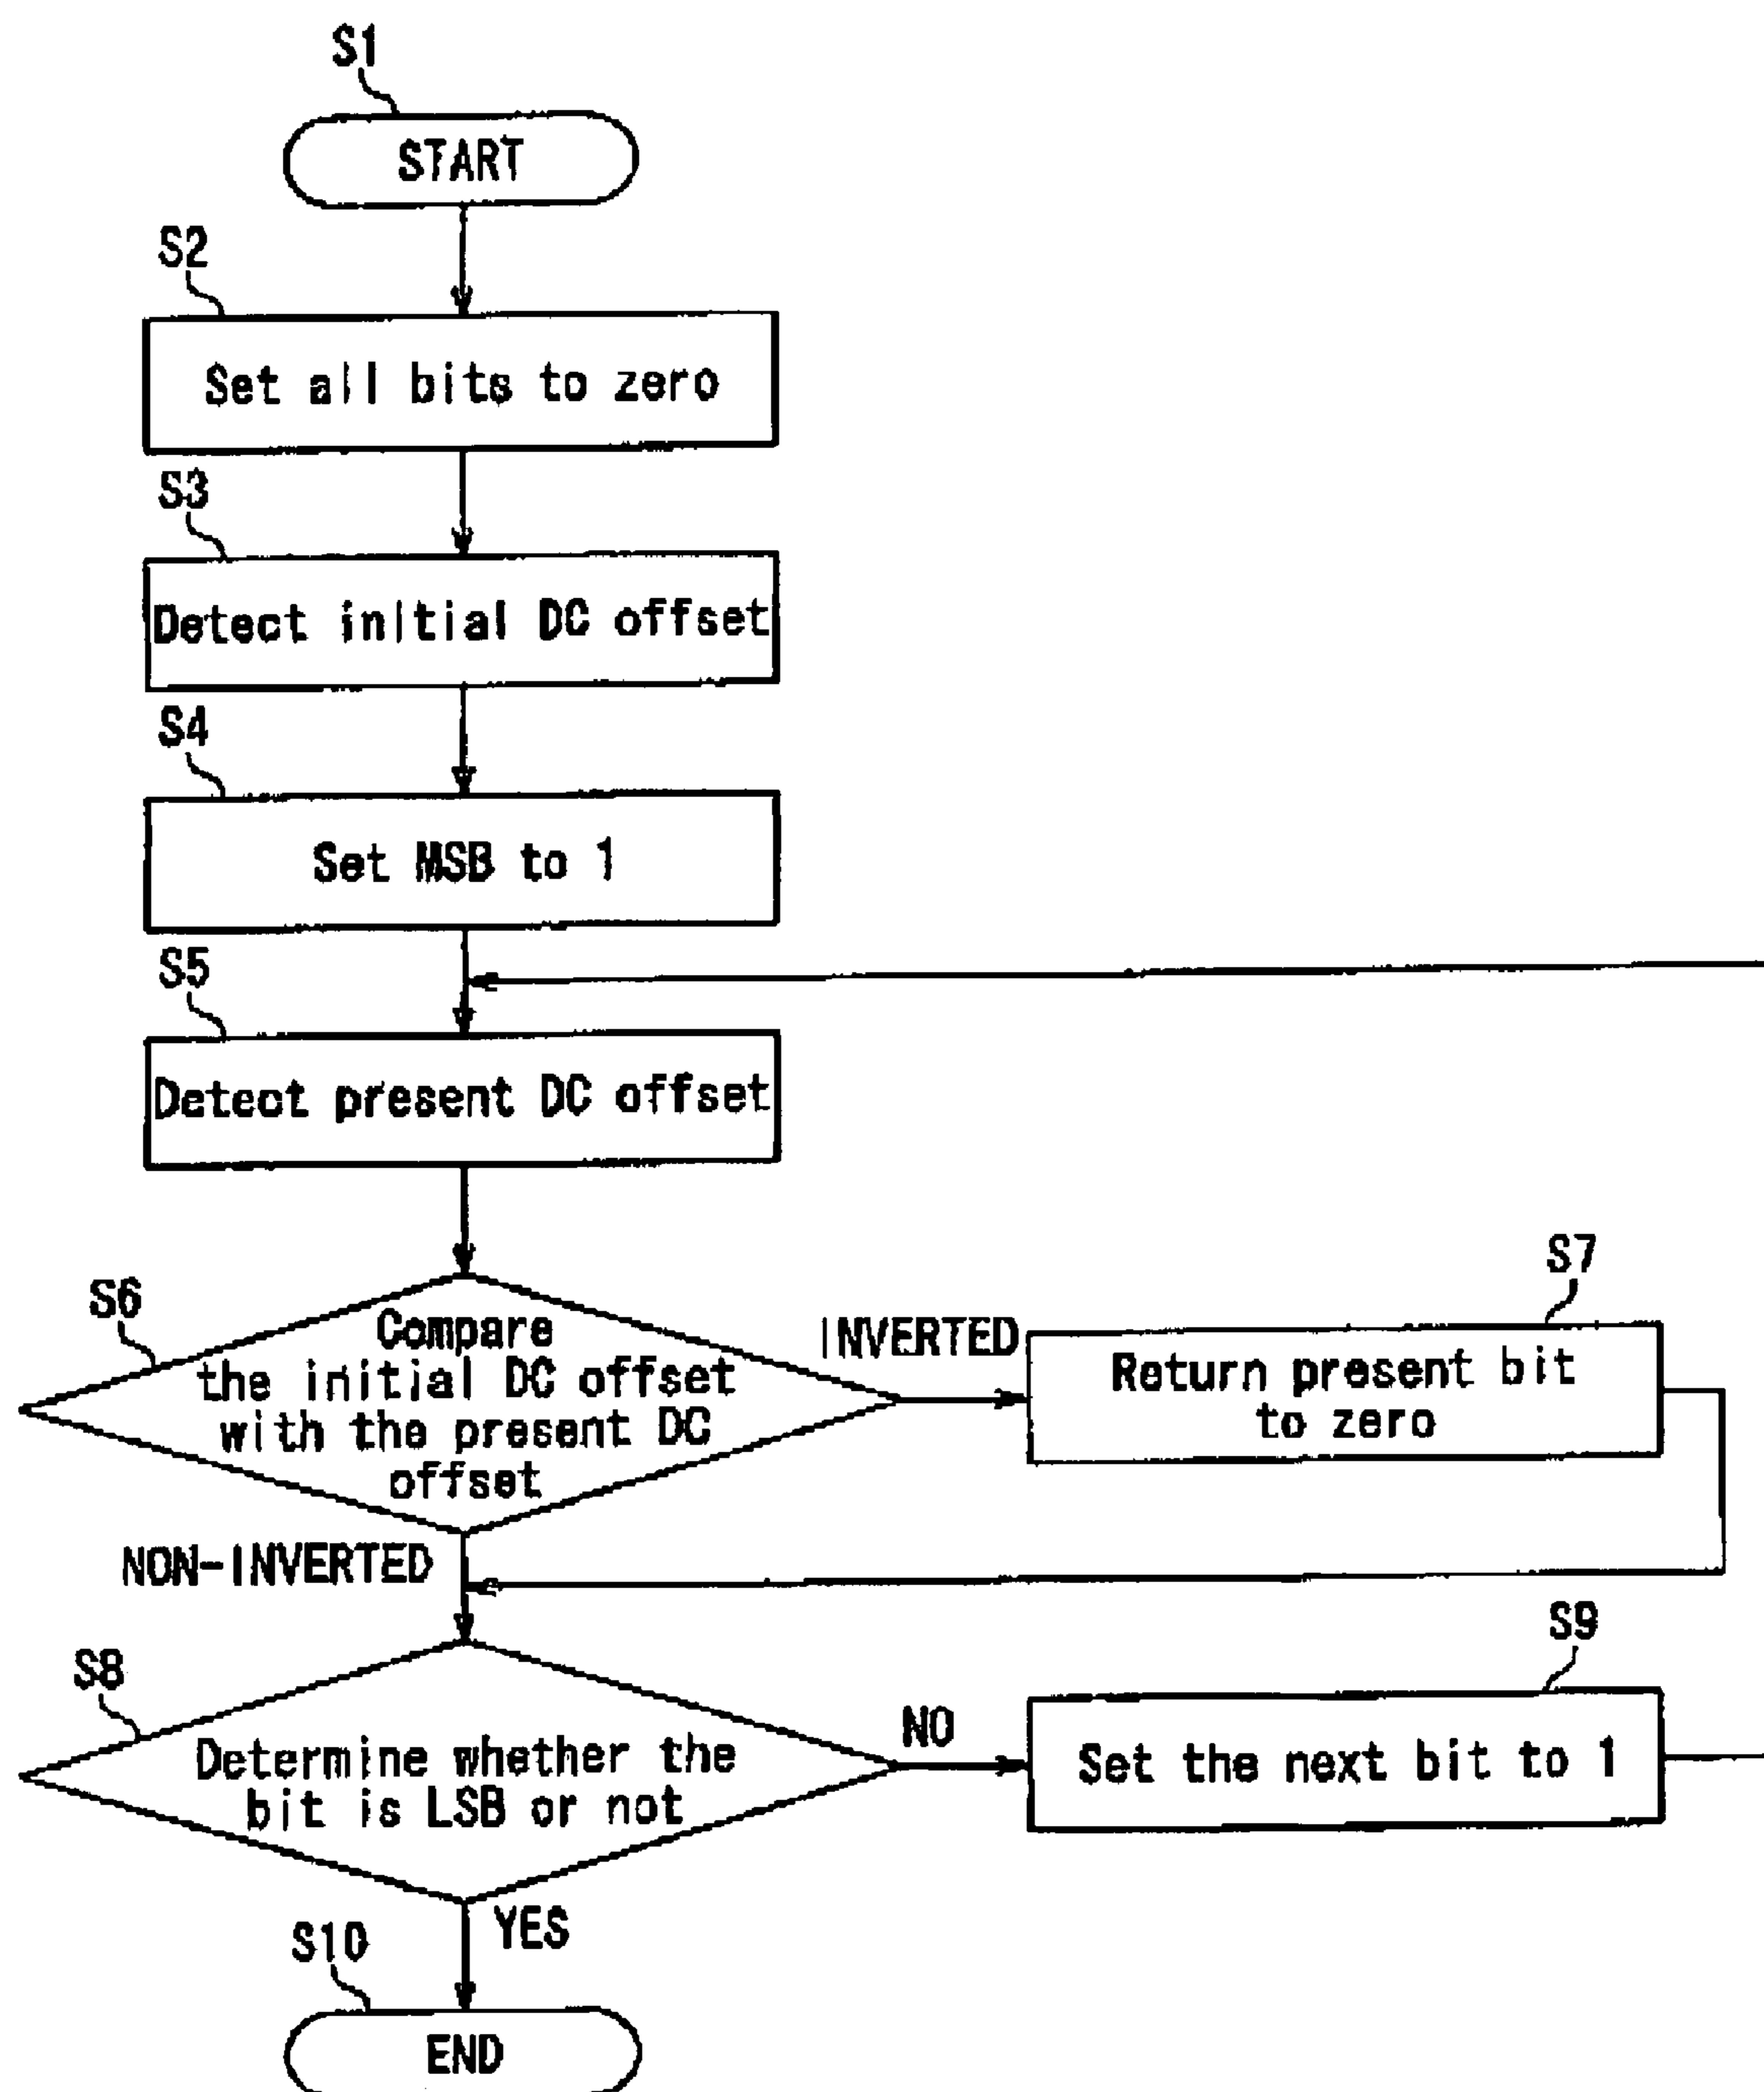 S1
START
S2
Set all bits to zero
S3
Detect initial DC offset
S4
Set MSB to 1
S5
Detect present DC offset
S6
Compare
the initial DC offset
with the present DC
offset
INVERTED
S7
Return present bit
to zero
NON-INVERTED
S8
Determine whether the
bit is LSB or not
NO
S9
Set the next bit to 1
YES
S10
END